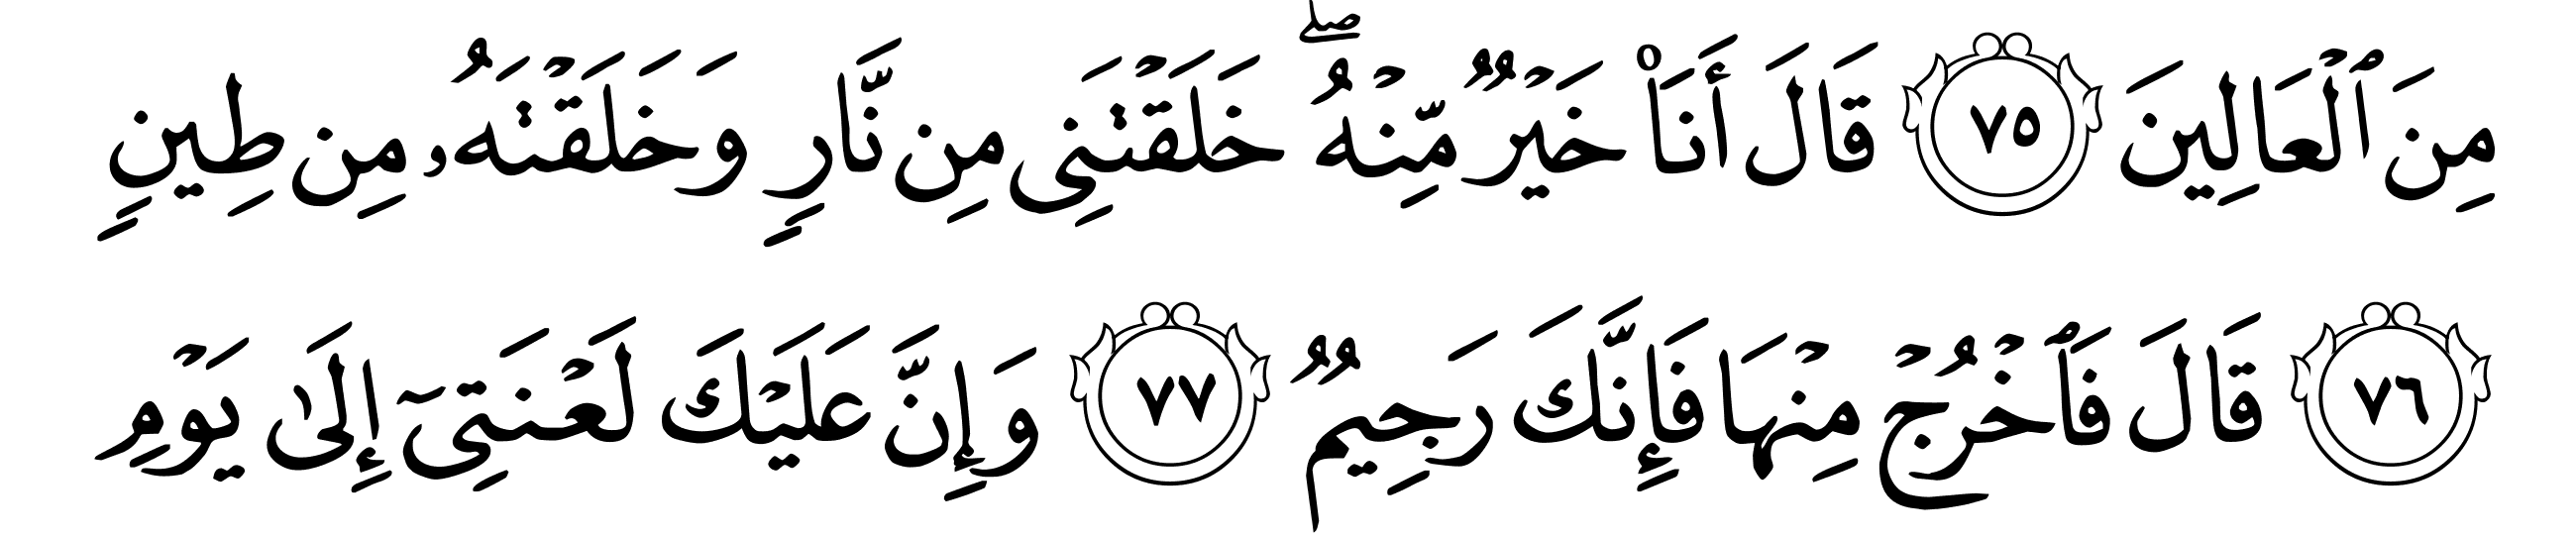 مِنَ ٱلْعَالِينَ ٧٥ قَالَ أَنَا۠ خَيْرٌ مِّنْهُ ۖ خَلَقْتَنِى مِن نَّارٍ وَخَلَقْتَهُۥ مِن طِينٍ
٧٦ قَالَ فَٱخْرُجْ مِنْهَا فَإِنَّكَ رَجِيمٌ ٧٧ وَإِنَّ عَلَيْكَ لَعْنَتِىٓ إِلَىٰ يَوْمِ